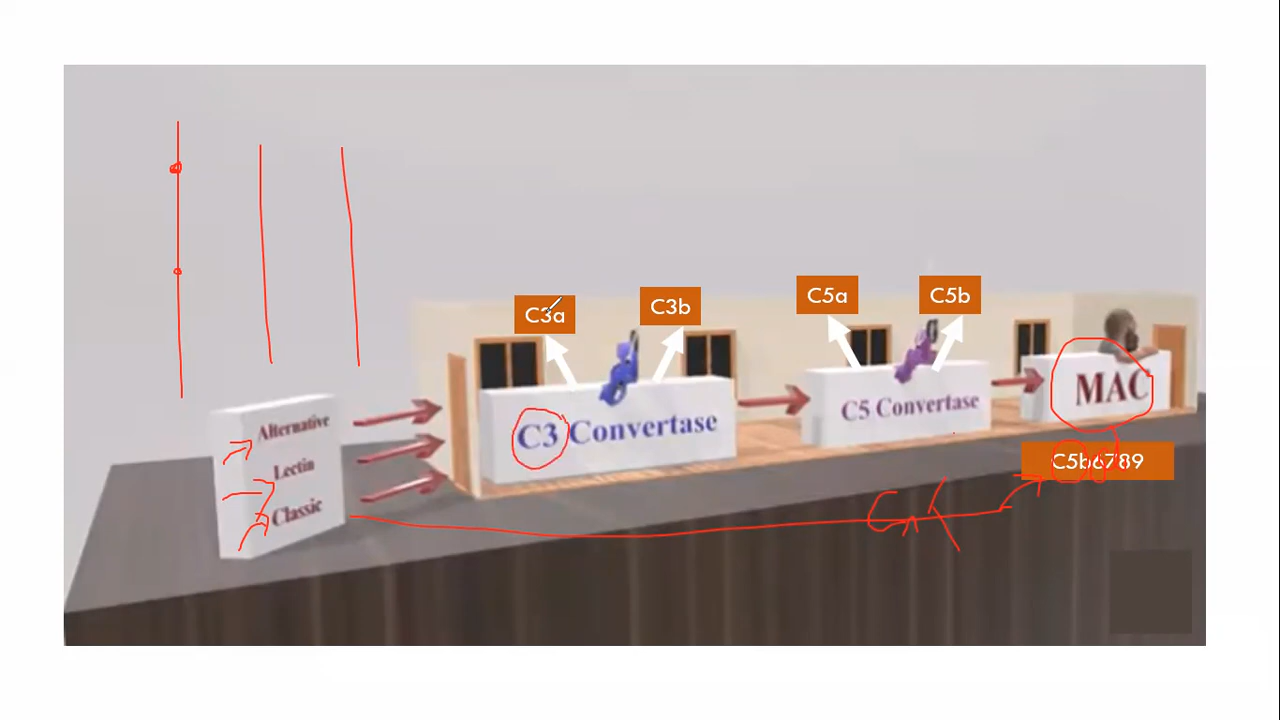 C3a
C3b
C5a
C5b
Alternative
Lectin
Classic
C3 Convertase
C5 Convertase
MAC
C5b6789